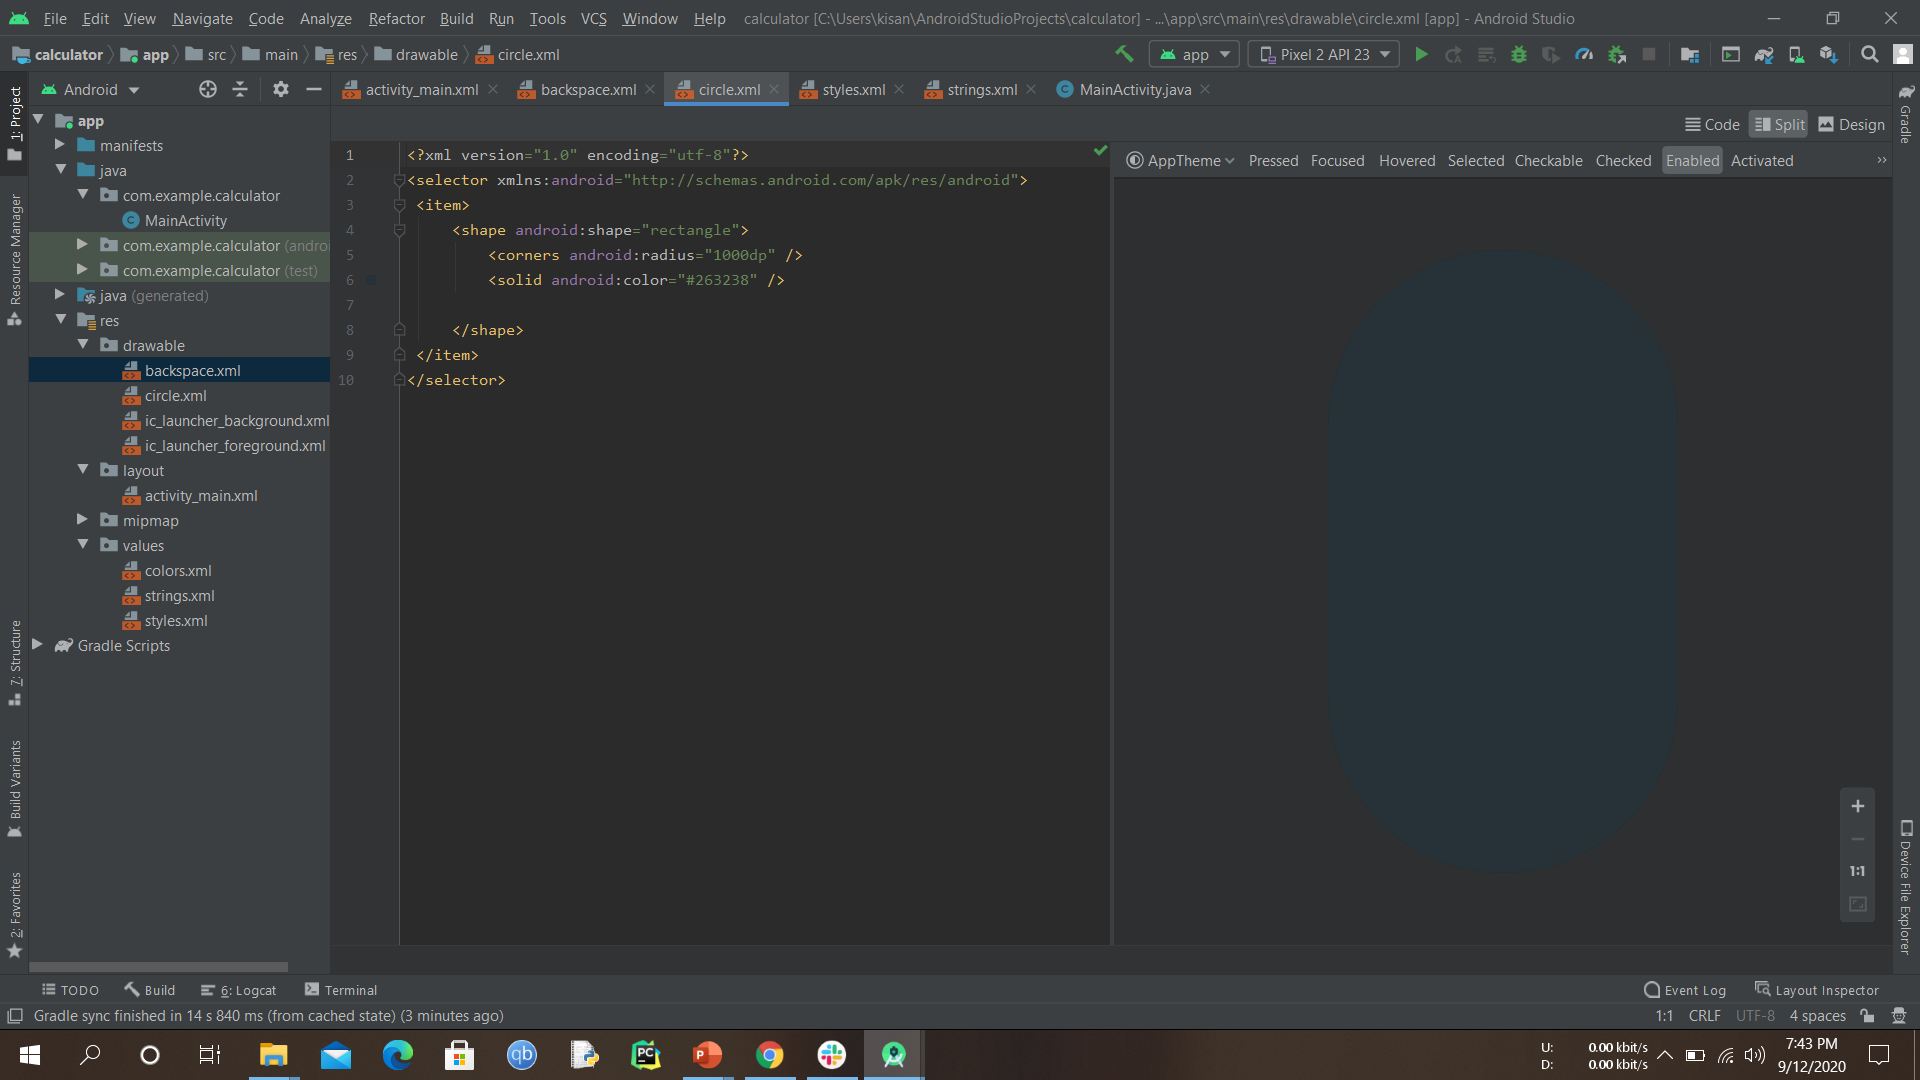 File Edit View Navigate Code Analyze Refactor Build Run Tools VCS Window Help calculator [C:\Users\kisan\AndroidStudioProjects\calculator] - ...\app\src\main\res\drawable\circle.xml [app] - Android Studio
calculator app src main res drawable circle.xml app Pixel 2 API 23
Android activity_main.xml backspace.xml circle.xml styles.xml strings.xml MainActivity.java
1: Project
Resource Manager
7: Structure
Build Variants
2: Favorites
app
manifests
java
com.example.calculator
MainActivity
com.example.calculator (andro
com.example.calculator (test)
java (generated)
res
drawable
backspace.xml
circle.xml
ic_launcher_background.xml
ic_launcher_foreground.xml
layout
activity_main.xml
mipmap
values
colors.xml
strings.xml
styles.xml
Gradle Scripts
Code Split Design
AppTheme Pressed Focused Hovered Selected Checkable Checked Enabled Activated »
1 <?xml version="1.0" encoding="utf-8"?>
2 <selector xmlns:android="http://schemas.android.com/apk/res/android">
3 <item>
4 <shape android:shape="rectangle">
5 <corners android:radius="1000dp" />
6 <solid android:color="#263238" />
7
8 </shape>
9 </item>
10 </selector>
1:1
Gradle
Device File Explorer
TODO Build 6: Logcat Terminal Event Log Layout Inspector
Gradle sync finished in 14 s 840 ms (from cached state) (3 minutes ago) 1:1 CRLF UTF-8 4 spaces
qb PC P
U: 0.00 kbit/s
D: 0.00 kbit/s
7:43 PM
9/12/2020